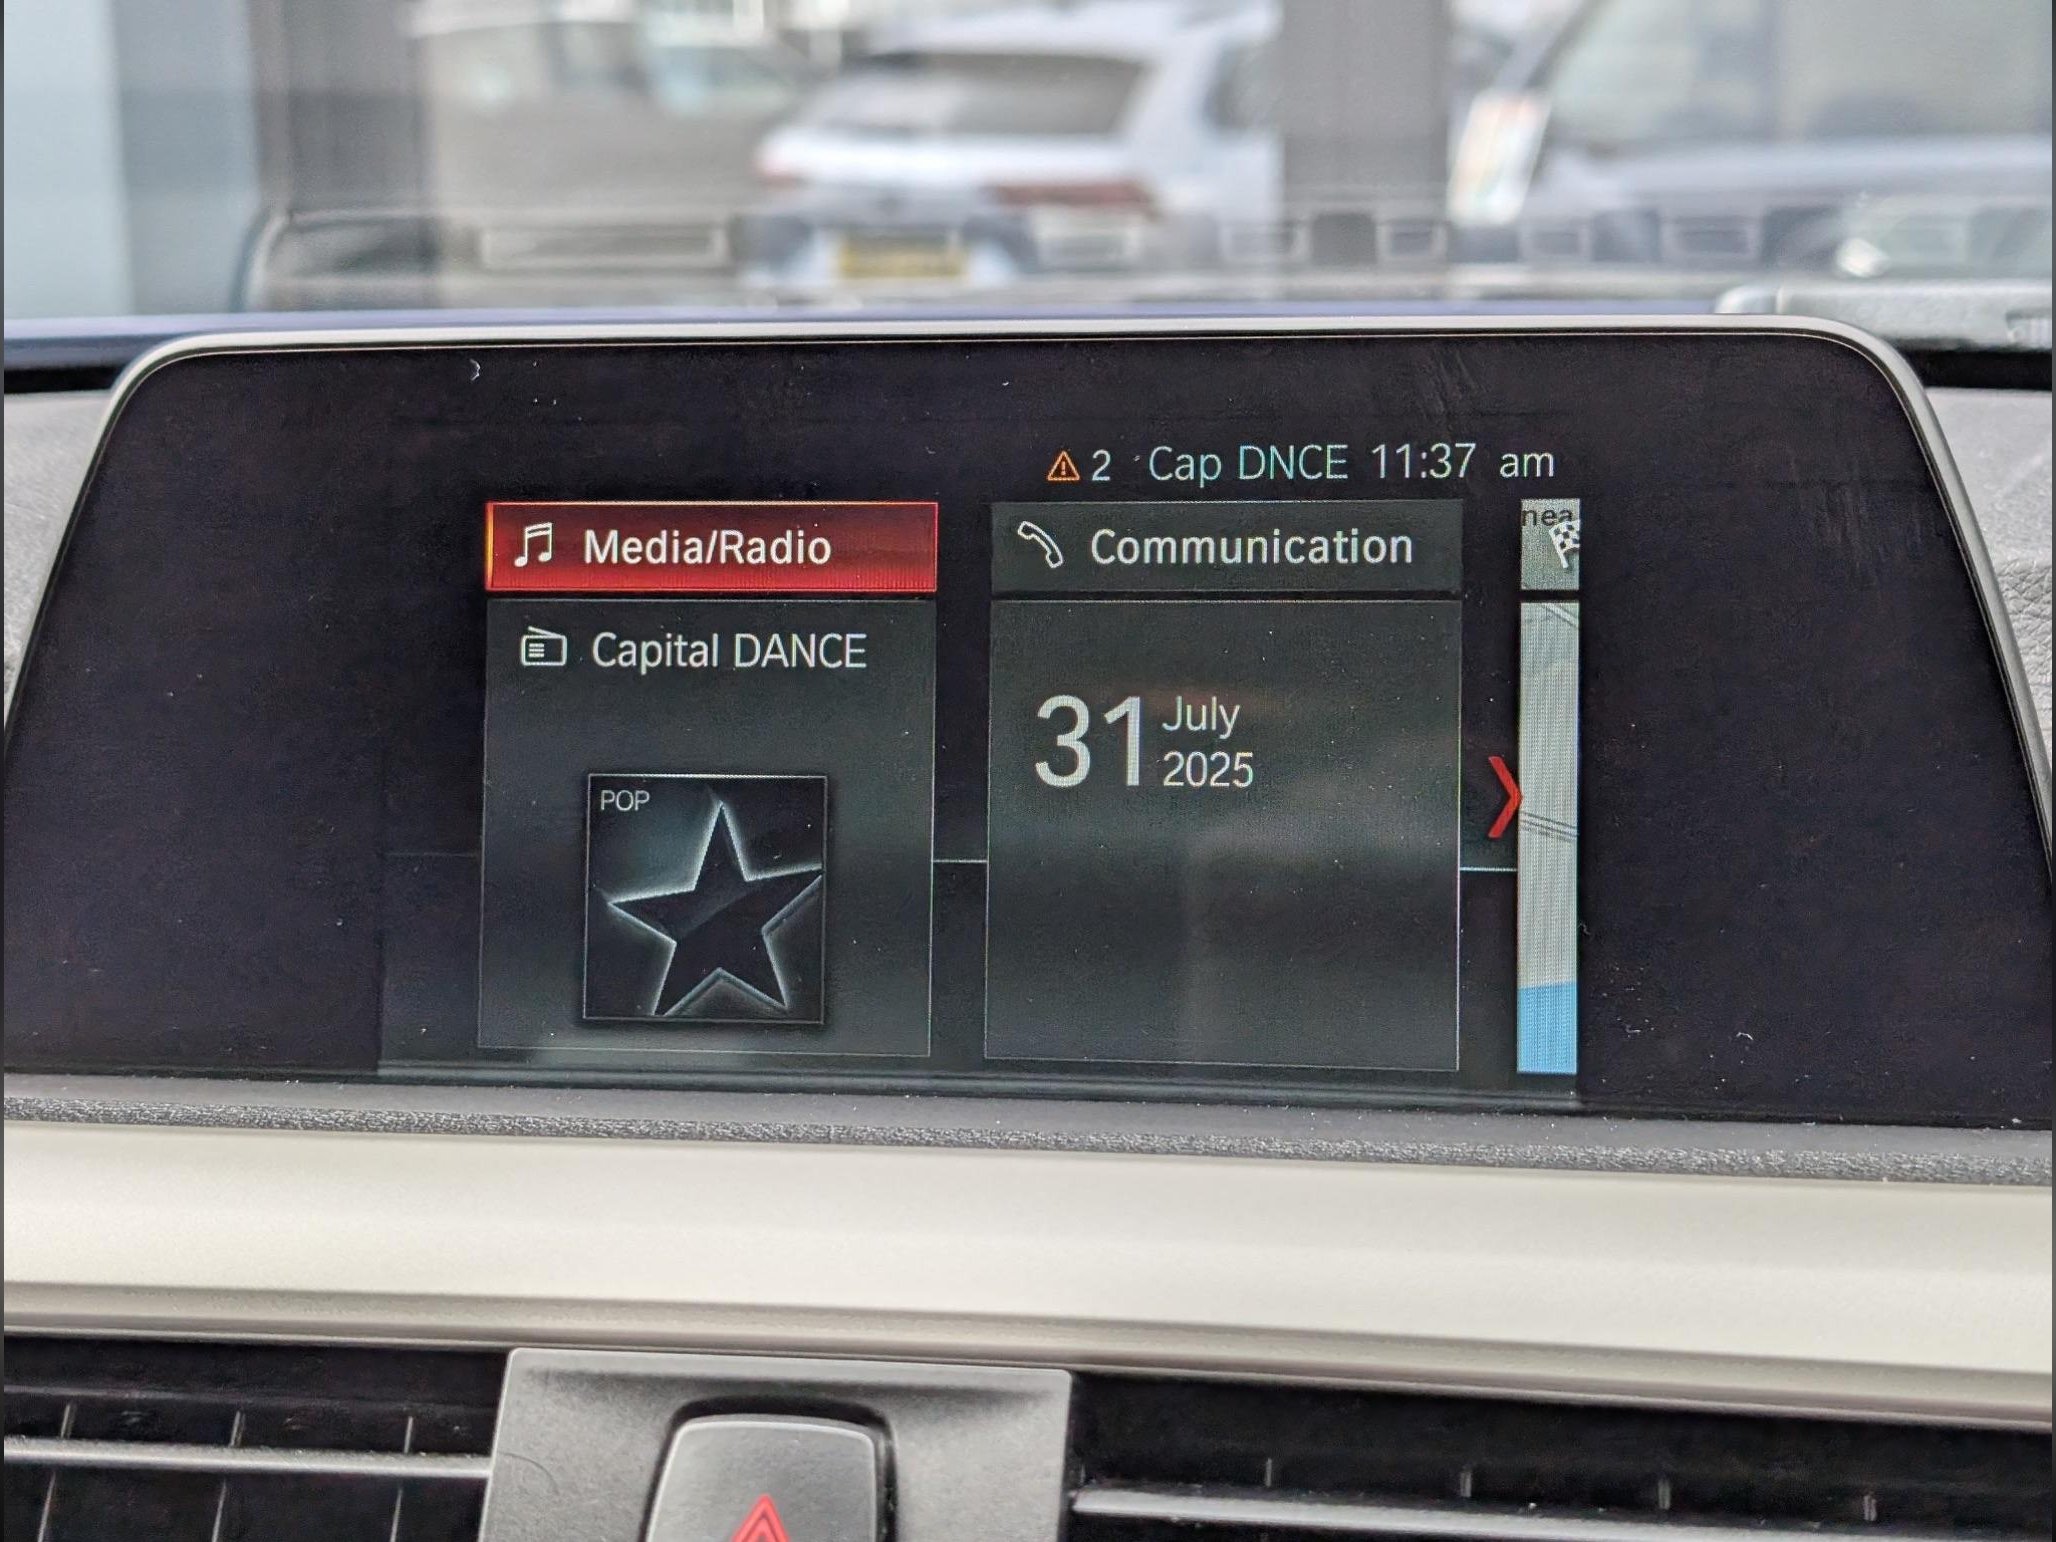 2 Cap DNCE 11:37 am
Media/Radio
Communication
Capital DANCE
31 July
2025
POP